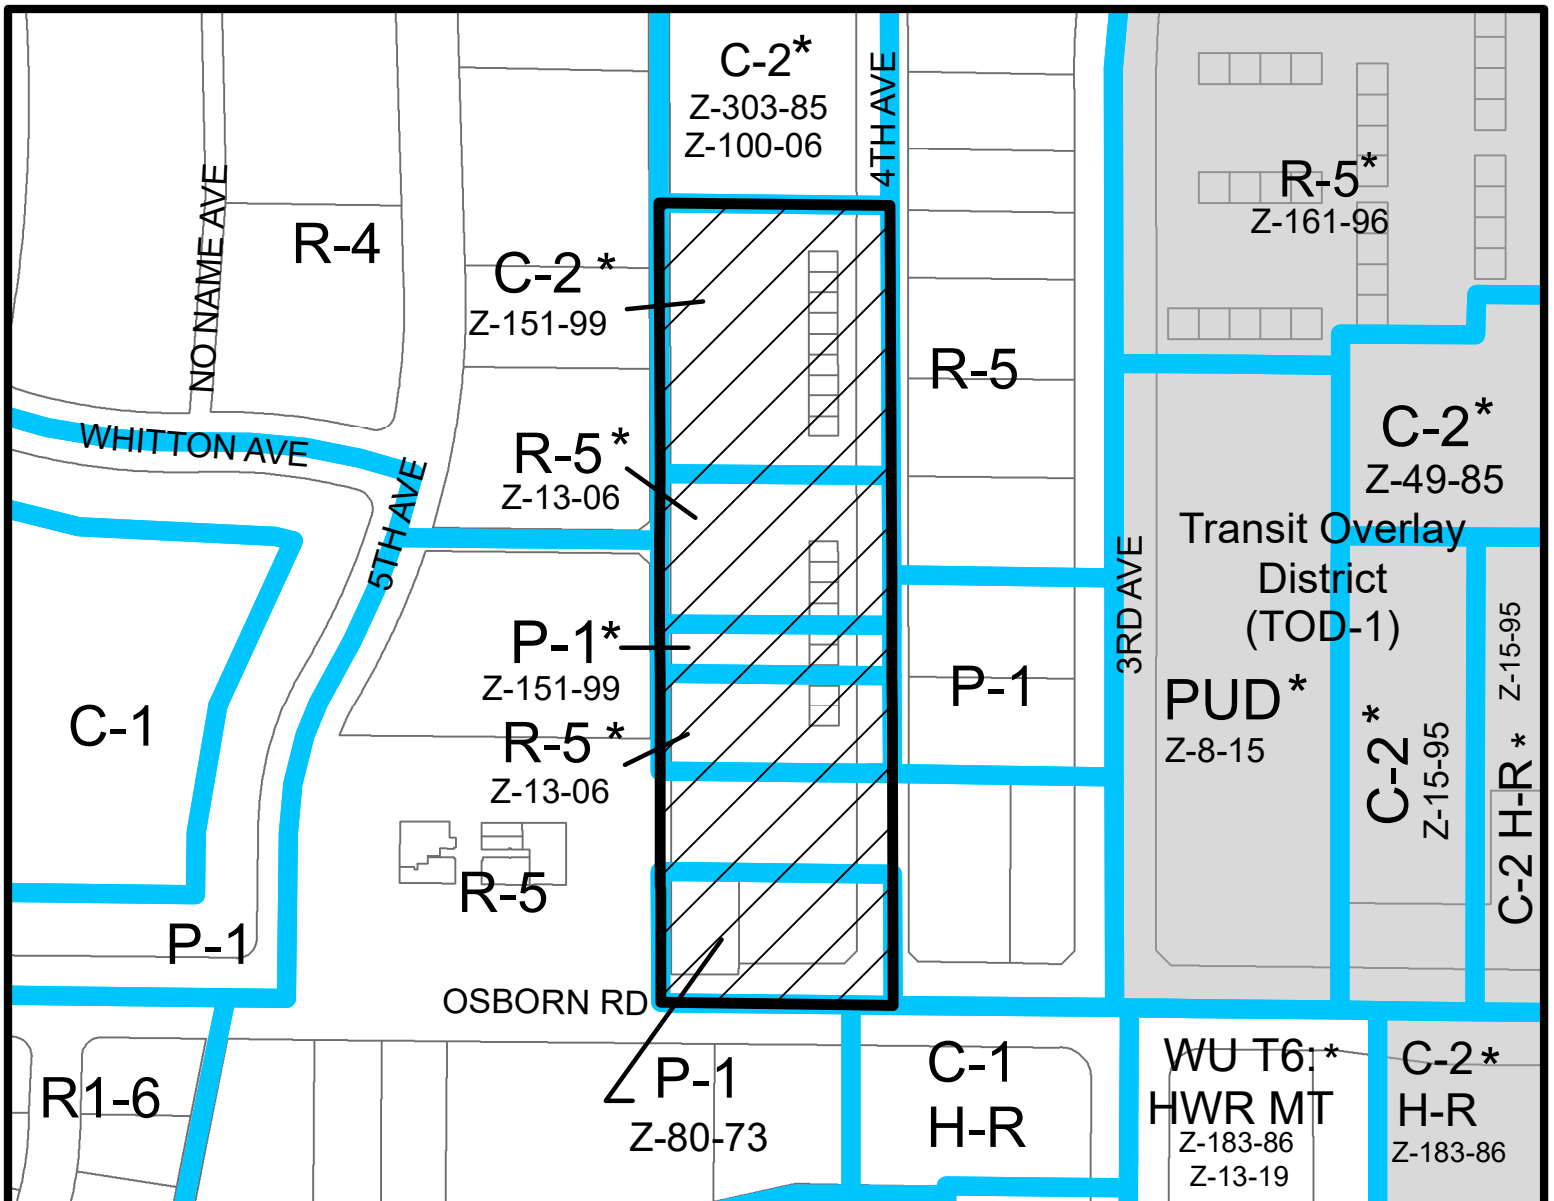 C-2*
Z-303-85
Z-100-06
4TH AVE
R-5*
Z-161-96
NO NAME AVE
R-4
C-2 *
Z-151-99
R-5
C-2*
Z-49-85
WHITTON AVE
R-5 *
Z-13-06
5TH AVE
Transit Overlay
District
(TOD-1)
3RD AVE
P-1*
Z-151-99
P-1
PUD*
Z-8-15
C-2 *
Z-15-95
C-2 H-R *
Z-15-95
C-1
R-5 *
Z-13-06
R-5
P-1
OSBORN RD
R1-6
P-1
Z-80-73
C-1
H-R
WU T6:*
HWR MT
Z-183-86
Z-13-19
C-2 *
H-R
Z-183-86